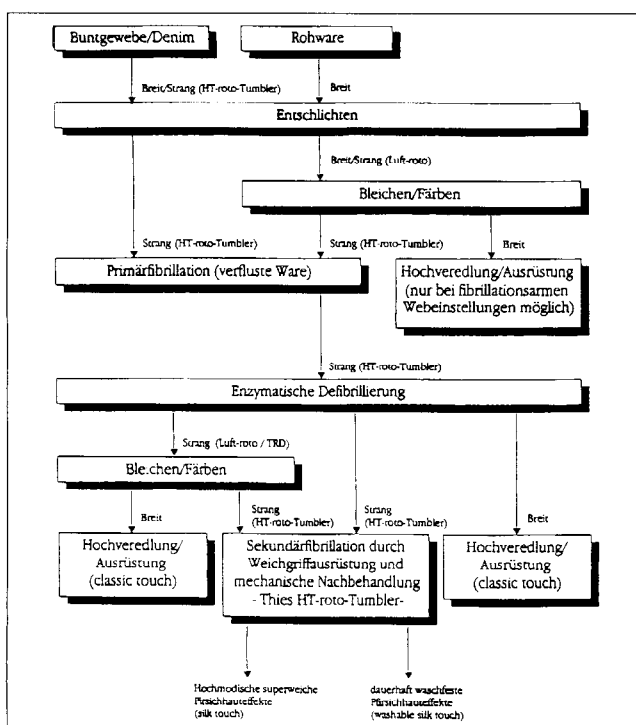 Buntgewebe/Denim
Rohware
Breit/Strang (HT-roto-Tumbler)
Breit
Entschlichten
Breit/Strang (Luft-roto)
Bleichen/Färben
Strang (HT-roto-Tumbler)
Strang (HT-roto-Tumbler)
Breit
Primärfibrillation (verfluste Ware)
Hochveredlung/Ausrüstung
(nur bei fibrillationsarmen
Webeinstellungen möglich)
Strang (HT-roto-Tumbler)
Enzymatische Defibrillierung
Strang (Luft-roto / TRD)
Bleichen/Färben
Breit
Strang
(HT-roto-Tumbler)
Strang
(HT-roto-Tumbler)
Breit
Hochveredlung/
Ausrüstung
(classic touch)
Sekundärfibrillation durch
Weichgriffausrüstung und
mechanische Nachbehandlung
- Thies HT-roto-Tumbler-
Hochveredlung/
Ausrüstung
(classic touch)
Hochmodische superweiche
Pfirsichhauteffekte
(silk touch)
dauerhaft waschfeste
Pfirsichhauteffekte
(washable silk touch)